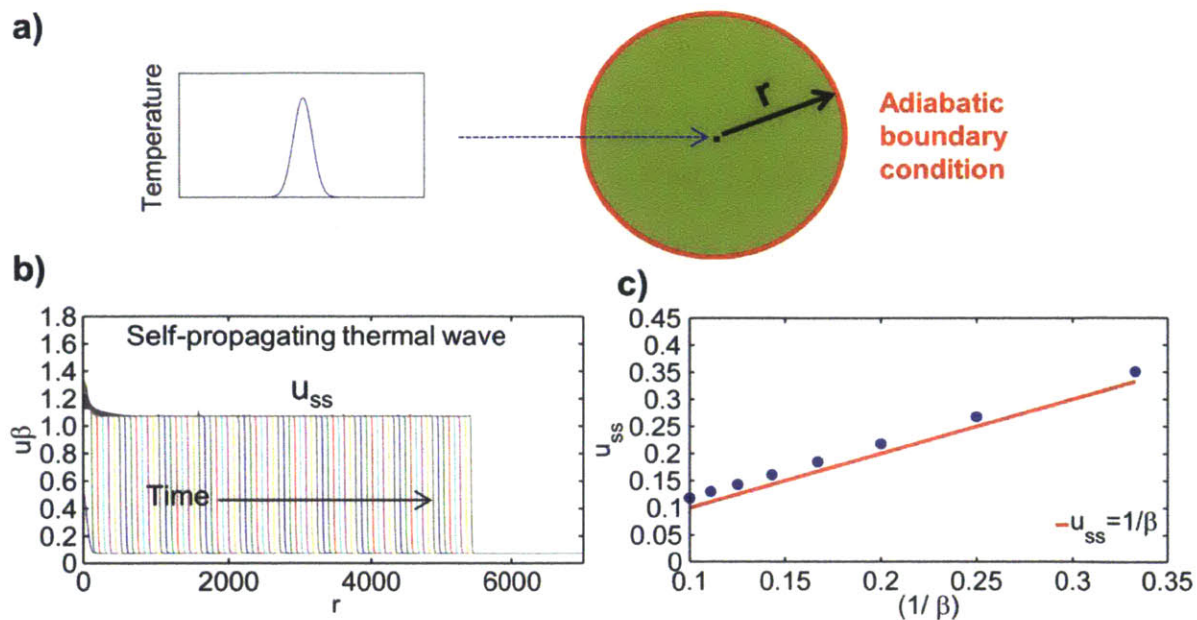 a)
Temperature
r
Adiabatic
boundary
condition
b)
Self-propagating thermal wave
u_ss
Time
uβ
1.8
1.6
1.4
1.2
1.0
0.8
0.6
0.4
0.2
0
0 2000 4000 6000
r
c)
u_ss
0.45
0.4
0.35
0.3
0.25
0.2
0.15
0.1
0.05
0
0.1 0.15 0.2 0.25 0.3 0.35
(1/ β)
u_ss=1/β